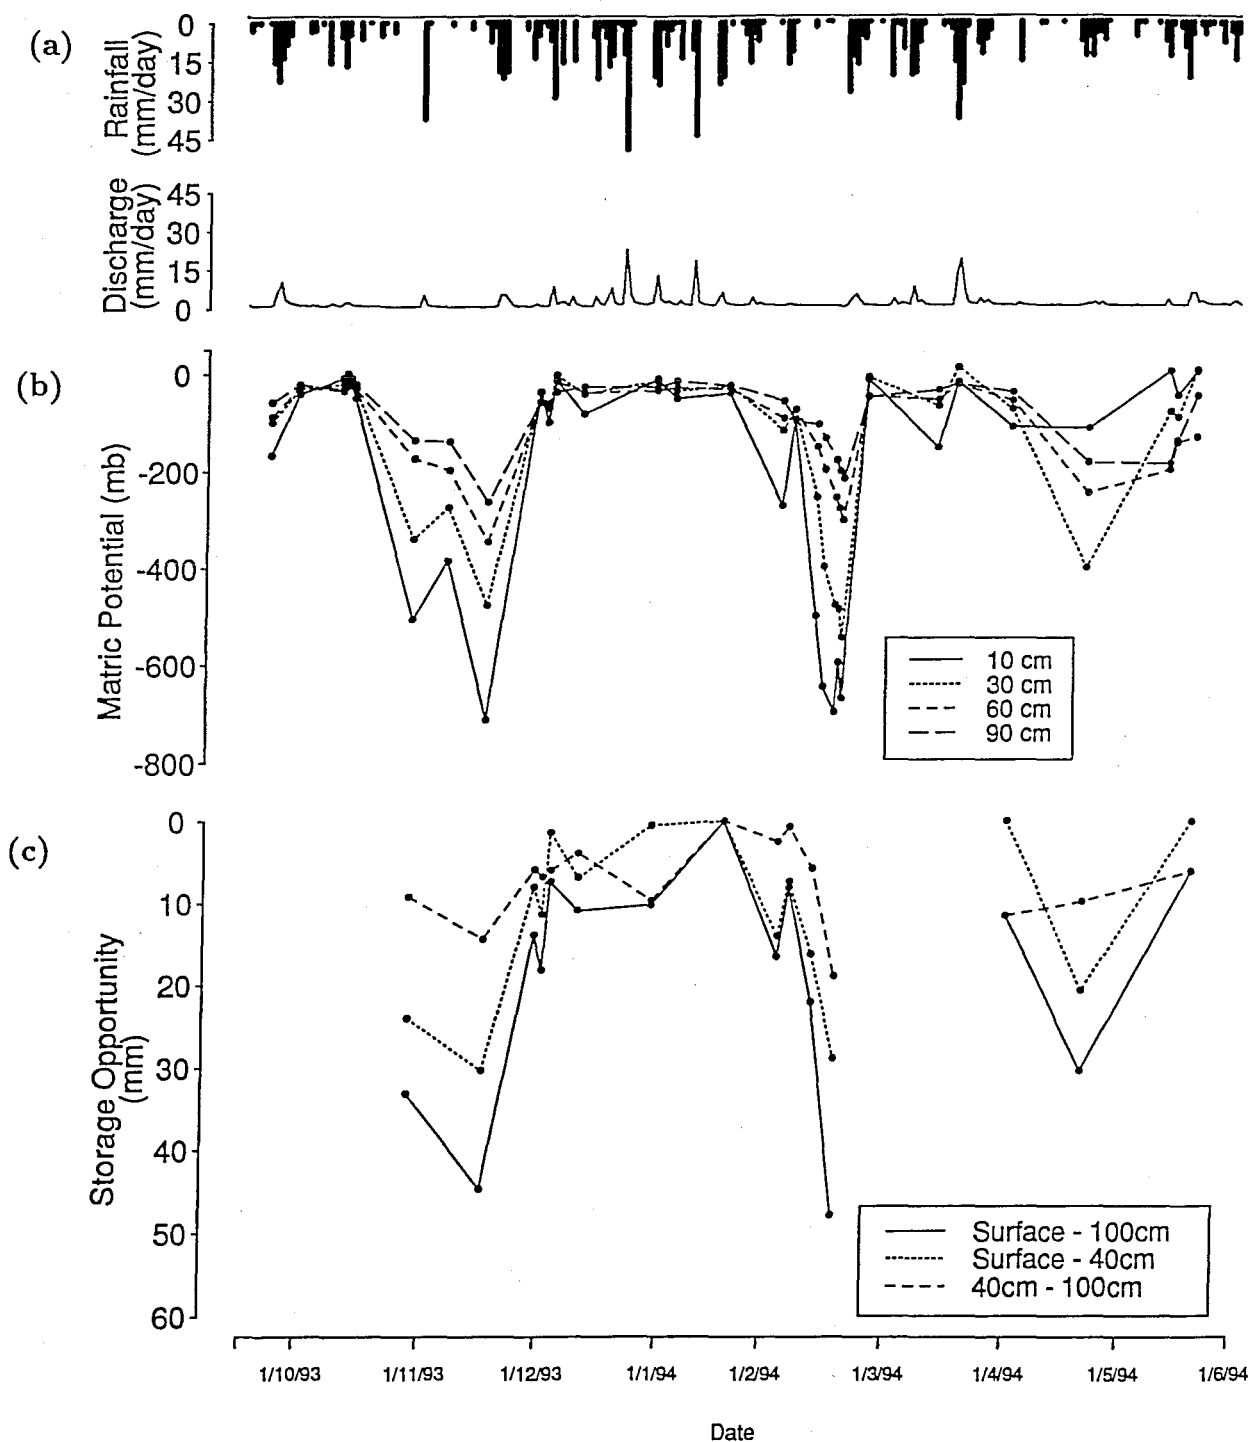 (a)
Rainfall
(mm/day)
0
15
30
45
Discharge
(mm/day)
45
30
15
0
(b)
Matric Potential (mb)
0
-200
-400
-600
-800
10 cm
30 cm
60 cm
90 cm
(c)
Storage Opportunity
(mm)
0
10
20
30
40
50
60
Surface - 100cm
Surface - 40cm
40cm - 100cm
1/10/93
1/11/93
1/12/93
1/1/94
1/2/94
1/3/94
1/4/94
1/5/94
1/6/94
Date